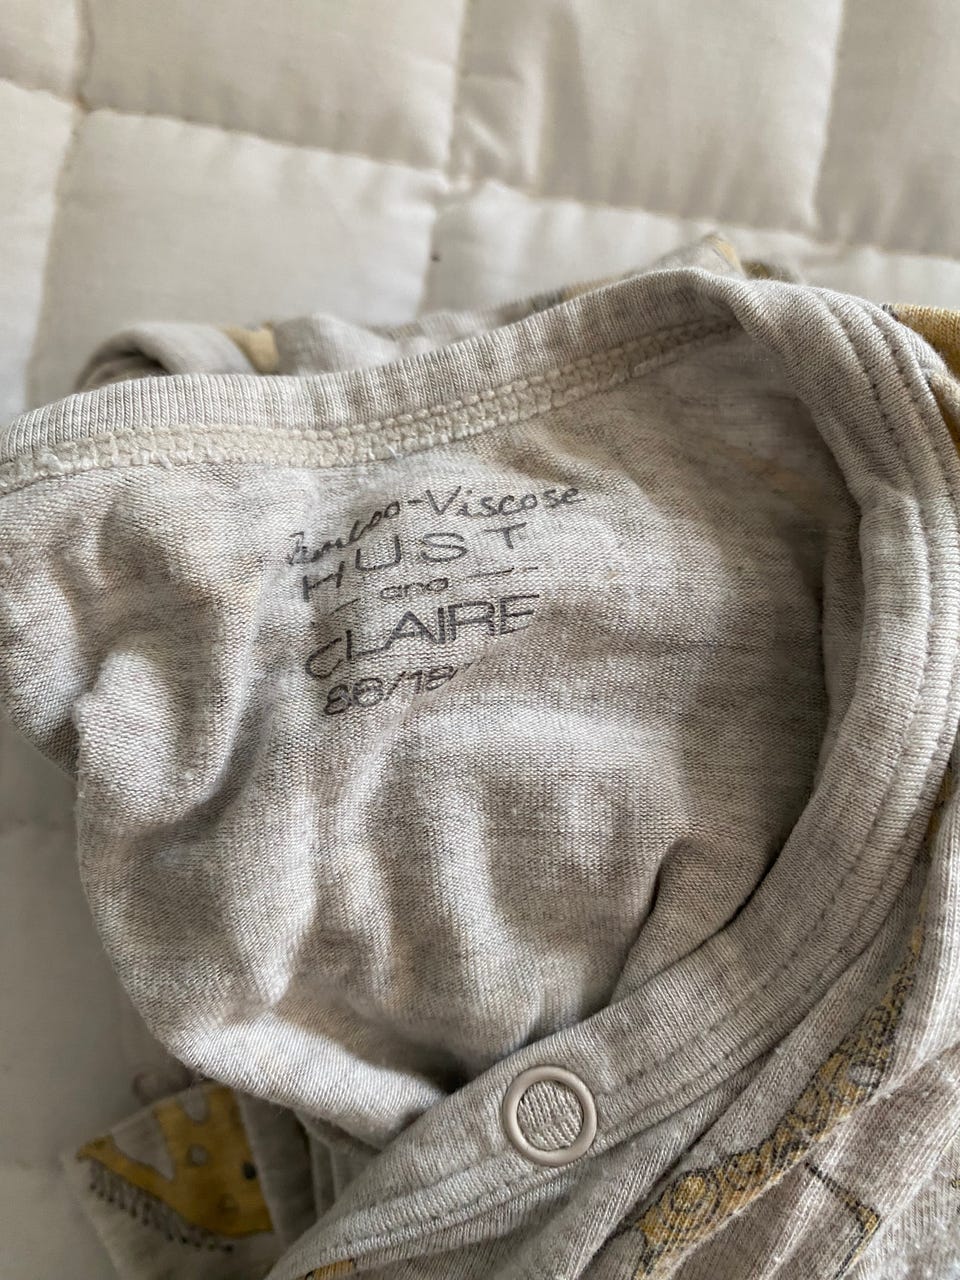 Bamboo-Viscose
HUST
and
CLAIRE
86/18